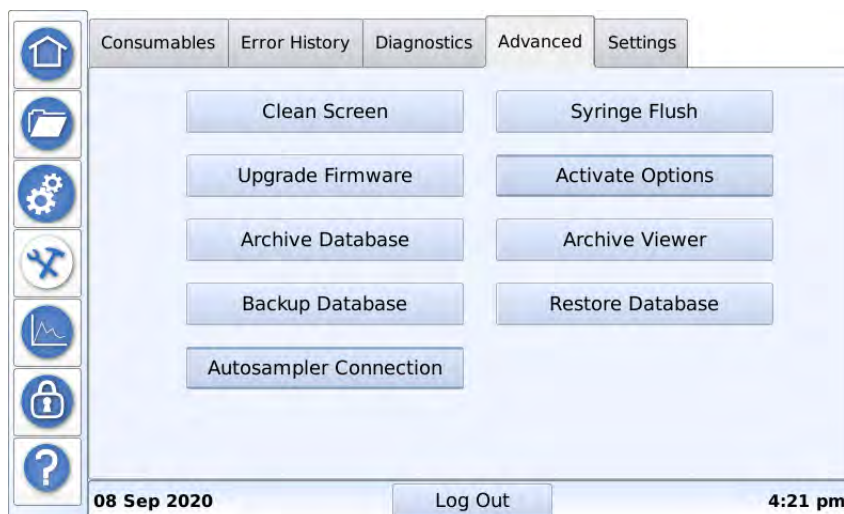 Consumables Error History Diagnostics Advanced Settings
Clean Screen Syringe Flush
Upgrade Firmware Activate Options
Archive Database Archive Viewer
Backup Database Restore Database
Autosampler Connection
?
08 Sep 2020 Log Out 4:21 pm